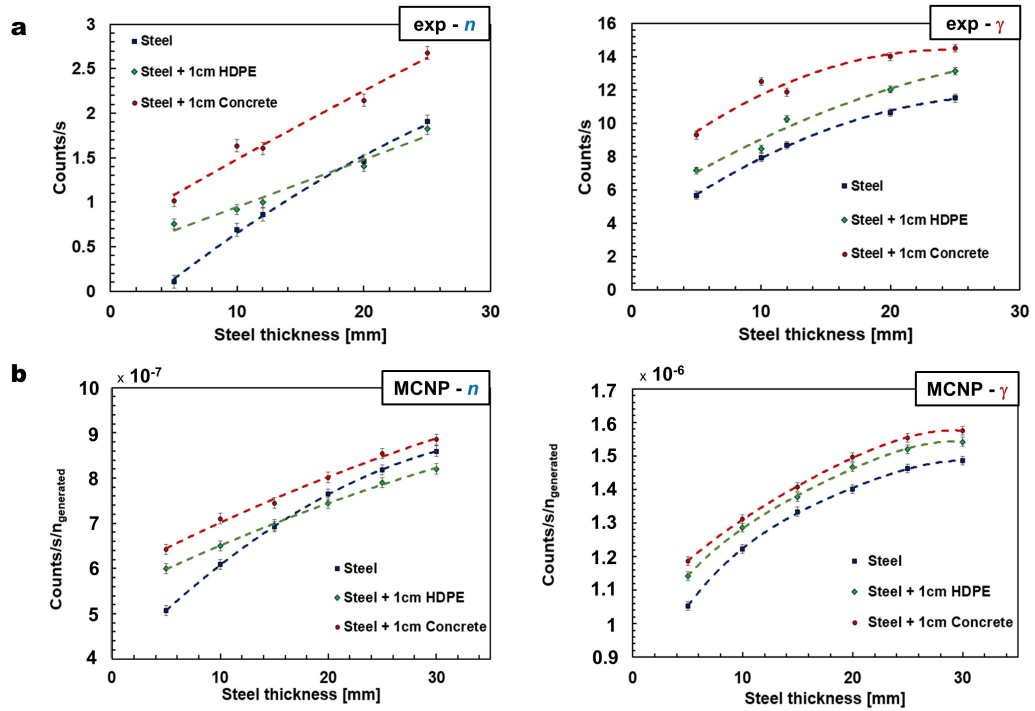 a
exp - n
Counts/s
3
2.5
2
1.5
1
0.5
0
Steel
Steel + 1cm HDPE
Steel + 1cm Concrete
0 10 20 30
Steel thickness [mm]
exp - γ
Counts/s
16
14
12
10
8
6
4
2
0
Steel
Steel + 1cm HDPE
Steel + 1cm Concrete
0 10 20 30
Steel thickness [mm]
b
x 10-7
MCNP - n
Counts/s/ngenerated
10
9
8
7
6
5
4
Steel
Steel + 1cm HDPE
Steel + 1cm Concrete
0 10 20 30
Steel thickness [mm]
x 10-6
MCNP - γ
Counts/s/ngenerated
1.7
1.6
1.5
1.4
1.3
1.2
1.1
1
0.9
Steel
Steel + 1cm HDPE
Steel + 1cm Concrete
0 10 20 30
Steel thickness [mm]